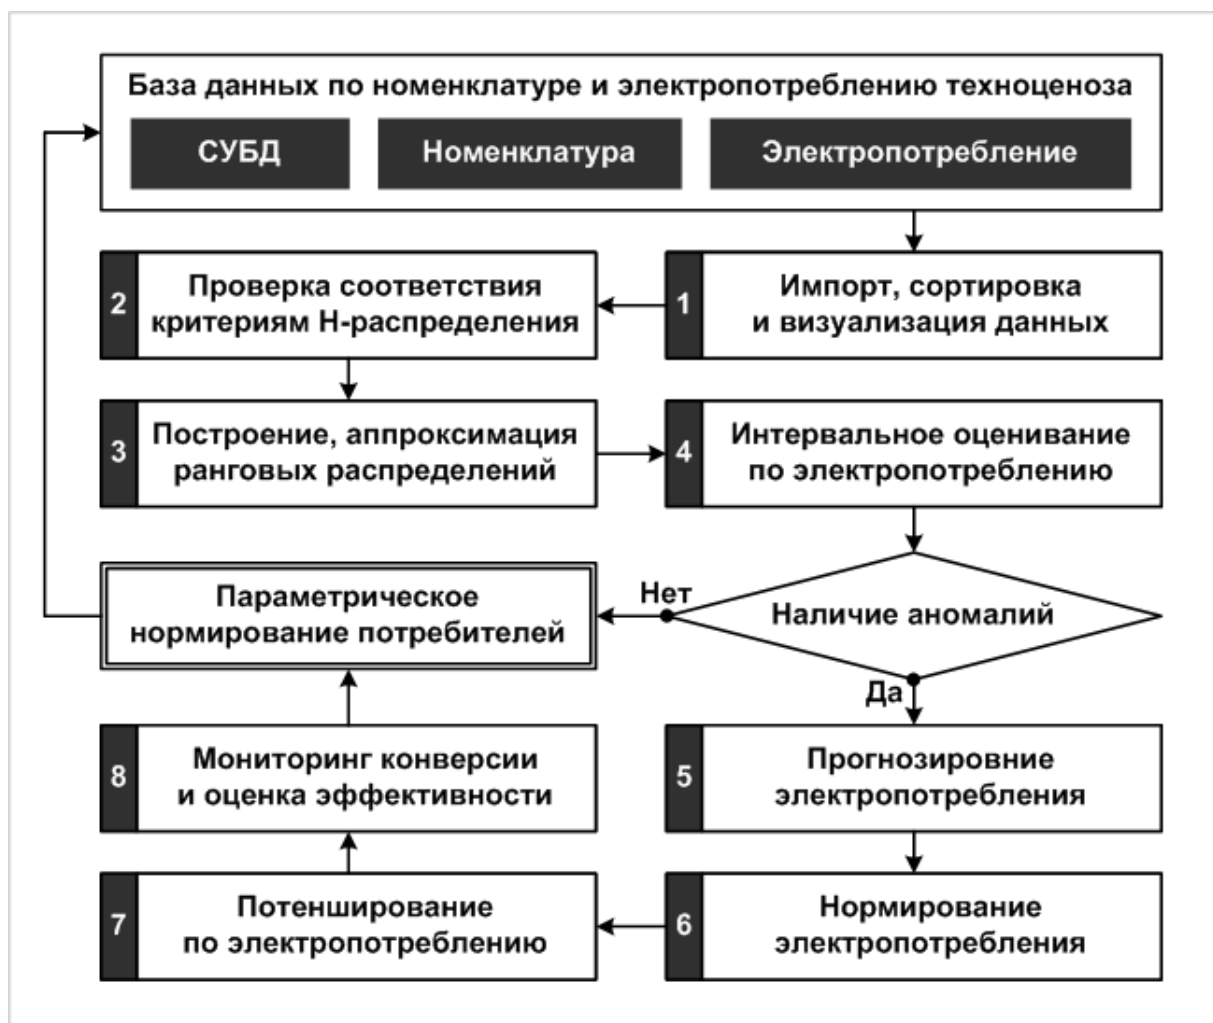 База данных по номенклатуре и электропотреблению техноценоза
СУБД
Номенклатура
Электропотребление
1
Импорт, сортировка
и визуализация данных
2
Проверка соответствия
критериям Н-распределения
3
Построение, аппроксимация
ранговых распределений
4
Интервальное оценивание
по электропотреблению
Наличие аномалий
Нет
Параметрическое
нормирование потребителей
Да
5
Прогнозировние
электропотребления
6
Нормирование
электропотребления
7
Потенширование
по электропотреблению
8
Мониторинг конверсии
и оценка эффективности